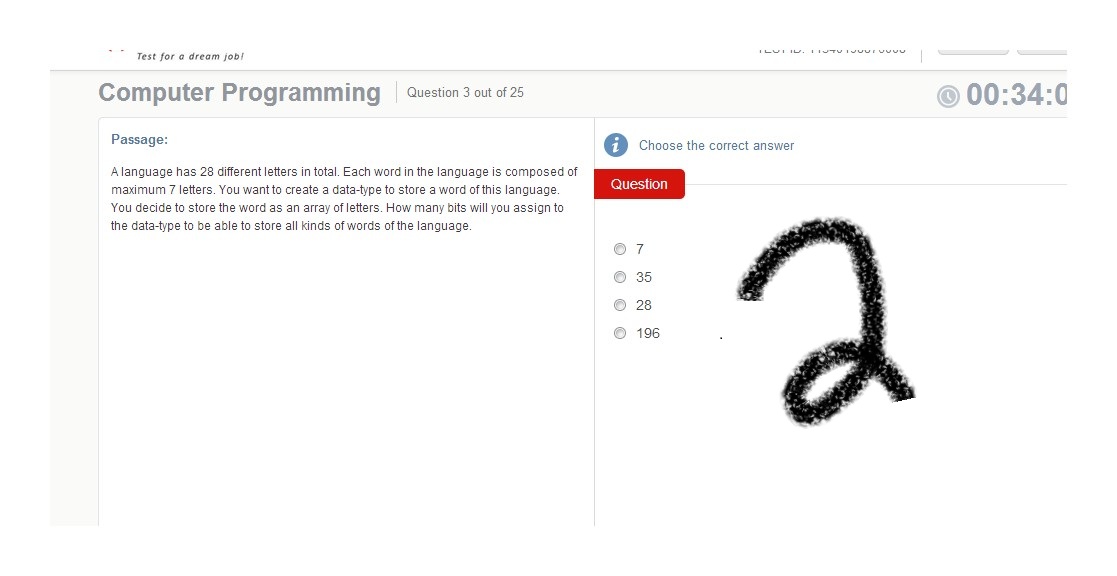 Test for a dream job!
Computer Programming
Question 3 out of 25
00:34:0
Passage:
A language has 28 different letters in total. Each word in the language is composed of
maximum 7 letters. You want to create a data-type to store a word of this language.
You decide to store the word as an array of letters. How many bits will you assign to
the data-type to be able to store all kinds of words of the language.
Choose the correct answer
Question
7
35
28
196
2